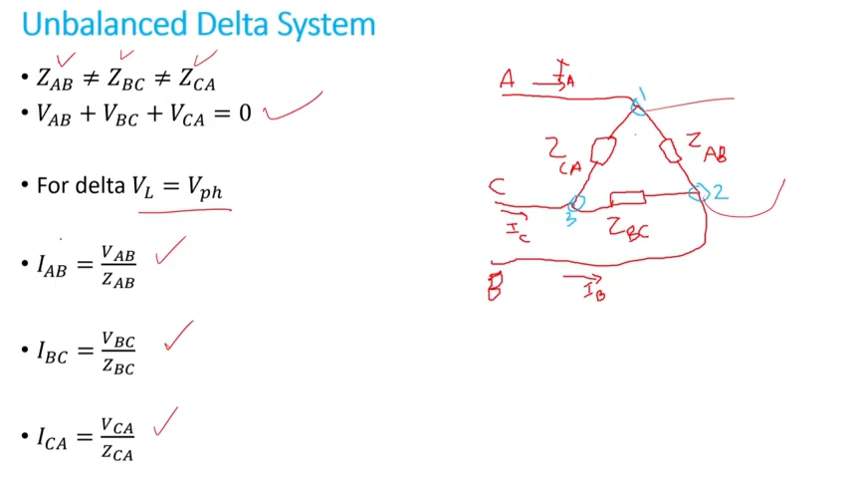 Unbalanced Delta System
• Z_AB ≠ Z_BC ≠ Z_CA
• V_AB + V_BC + V_CA = 0
• For delta V_L = V_ph
• I_AB = V_AB / Z_AB
• I_BC = V_BC / Z_BC
• I_CA = V_CA / Z_CA
A I_A
1
Z_CA Z_AB
C 2
3
I_C Z_BC
B I_B